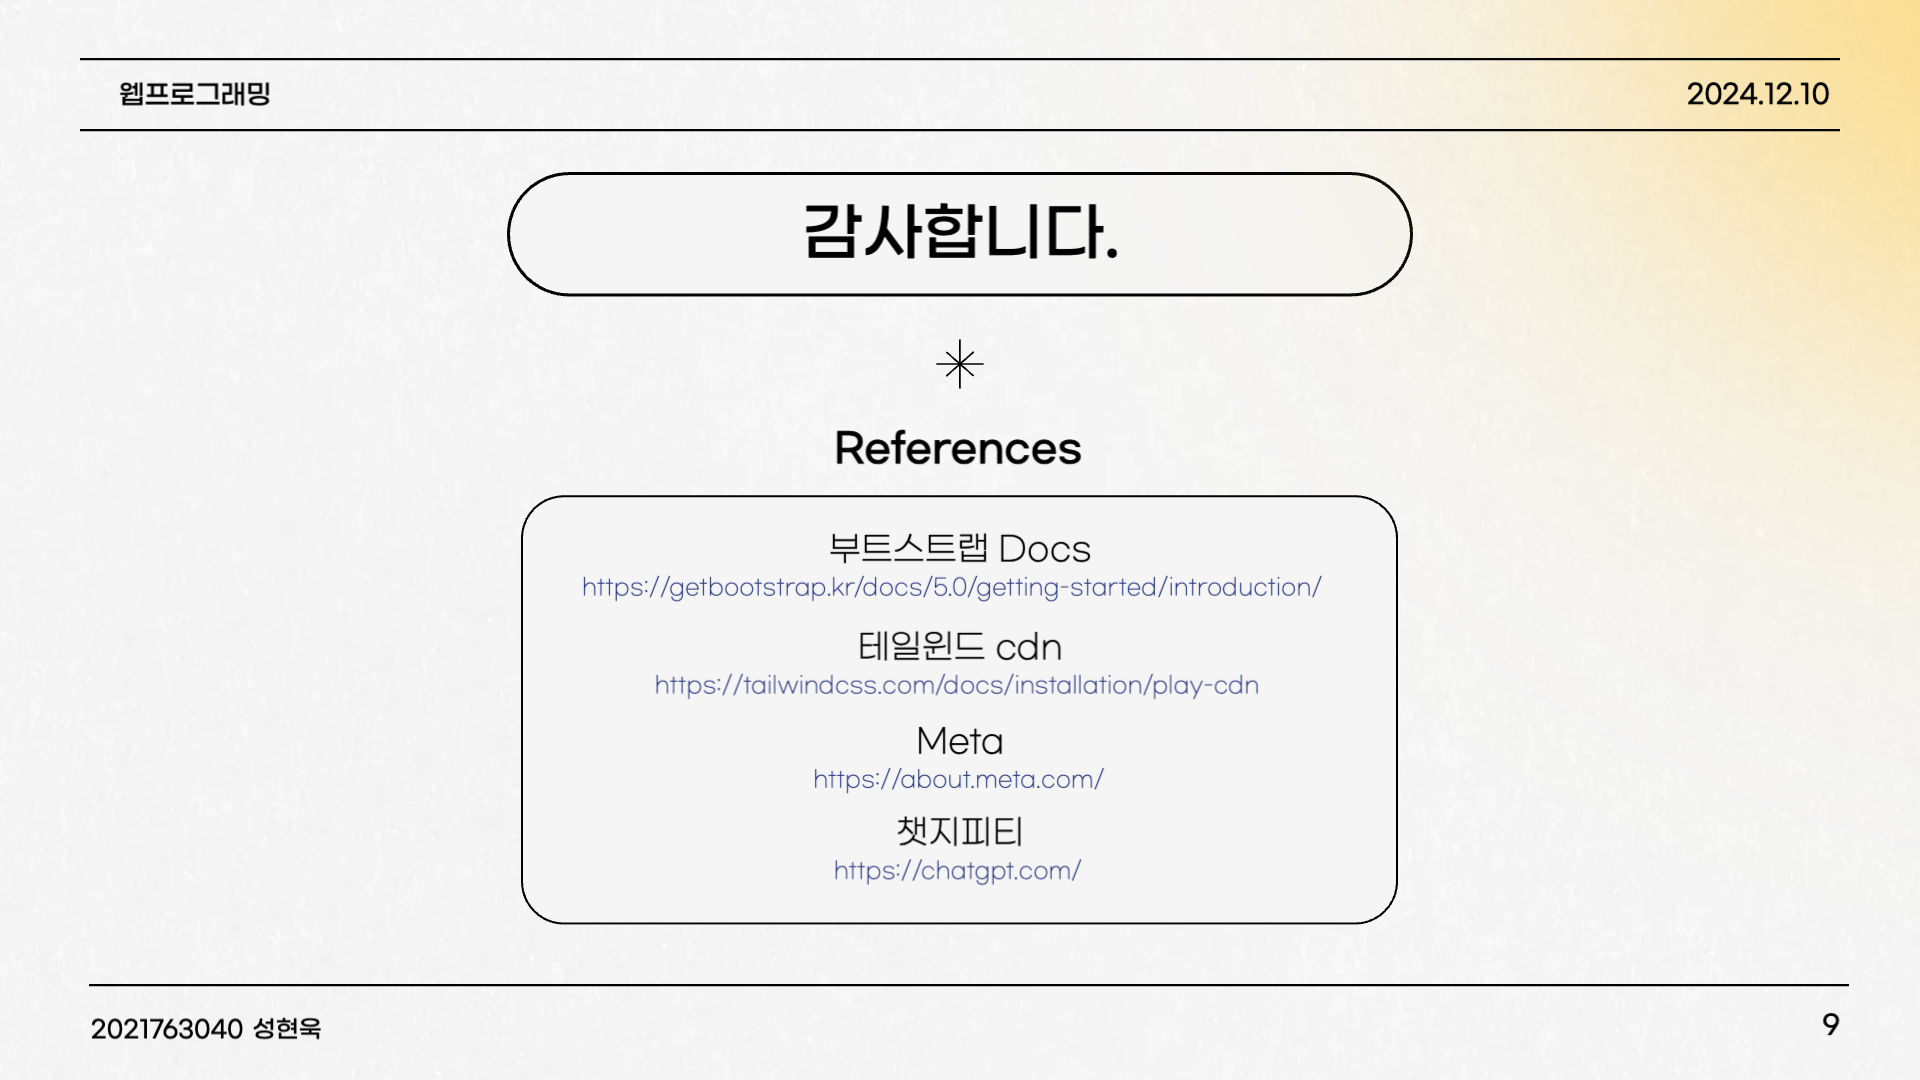 웹프로그래밍
2024.12.10
감사합니다.
References
부트스트랩 Docs
https://getbootstrap.kr/docs/5.0/getting-started/introduction/
테일윈드 cdn
https://tailwindcss.com/docs/installation/play-cdn
Meta
https://about.meta.com/
챗지피티
https://chatgpt.com/
2021763040 성현욱
9